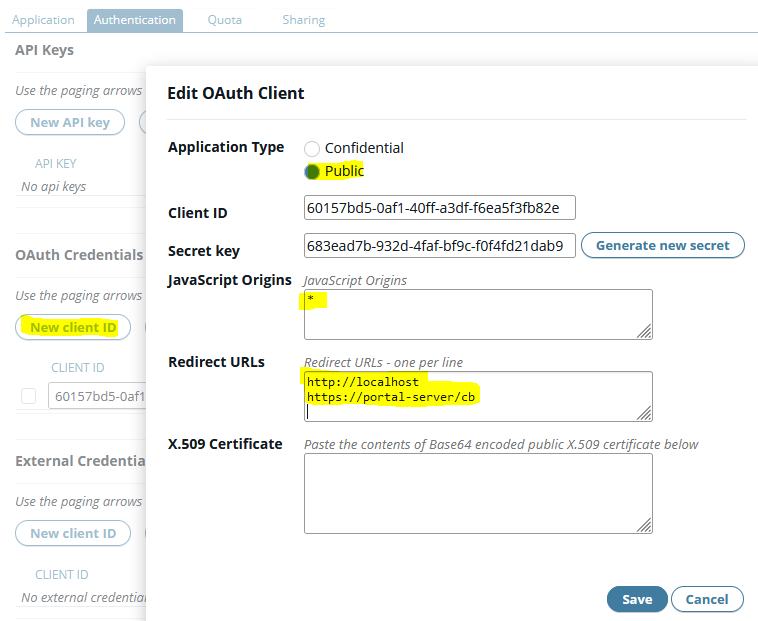 Application Authentication Quota Sharing
API Keys
Use the paging arrows
New API key
API KEY
No api keys
OAuth Credentials
Use the paging arrows
New client ID
CLIENT ID
60157bd5-0af1
External Credentia
Use the paging arrows
New client ID
CLIENT ID
No external credentia
Edit OAuth Client
Application Type
Confidential
Public
Client ID
60157bd5-0af1-40ff-a3df-f6ea5f3fb82e
Secret key
683ead7b-932d-4faf-bf9c-f0f4fd21dab9
Generate new secret
JavaScript Origins
JavaScript Origins
*
Redirect URLs
Redirect URLs - one per line
http://localhost
https://portal-server/cb
X.509 Certificate
Paste the contents of Base64 encoded public X.509 certificate below
Save
Cancel